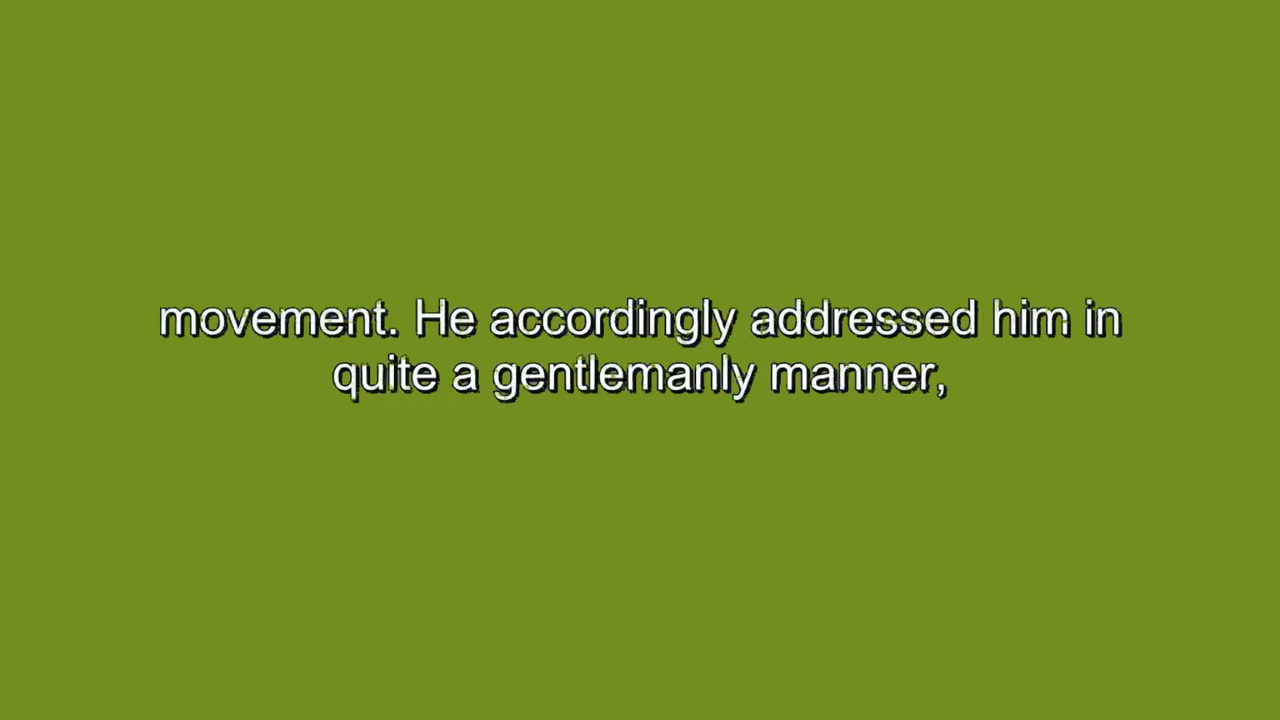 movement. He accordingly addressed him in
quite a gentlemanly manner,